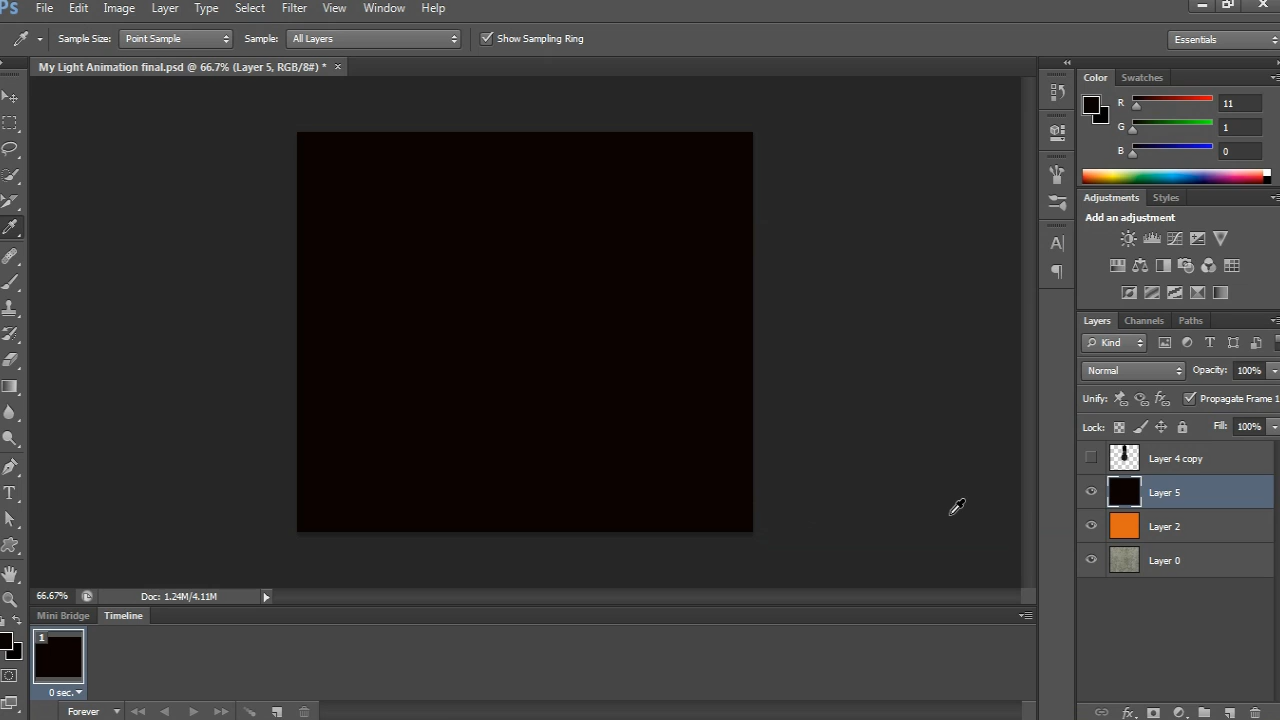 Ps File Edit Image Layer Type Select Filter View Window Help
Sample Size: Point Sample Sample: All Layers Show Sampling Ring Essentials
My Light Animation final.psd @ 66.7% (Layer 5, RGB/8#) * ×
Color Swatches
R 11
G 1
B 0
Adjustments Styles
Add an adjustment
Layers Channels Paths
Kind T
Normal Opacity: 100%
Unify: Propagate Frame 1
Lock: Fill: 100%
Layer 4 copy
Layer 5
Layer 2
Layer 0
66.67% Doc: 1.24M/4.11M
Mini Bridge Timeline
1
0 sec.
Forever fx